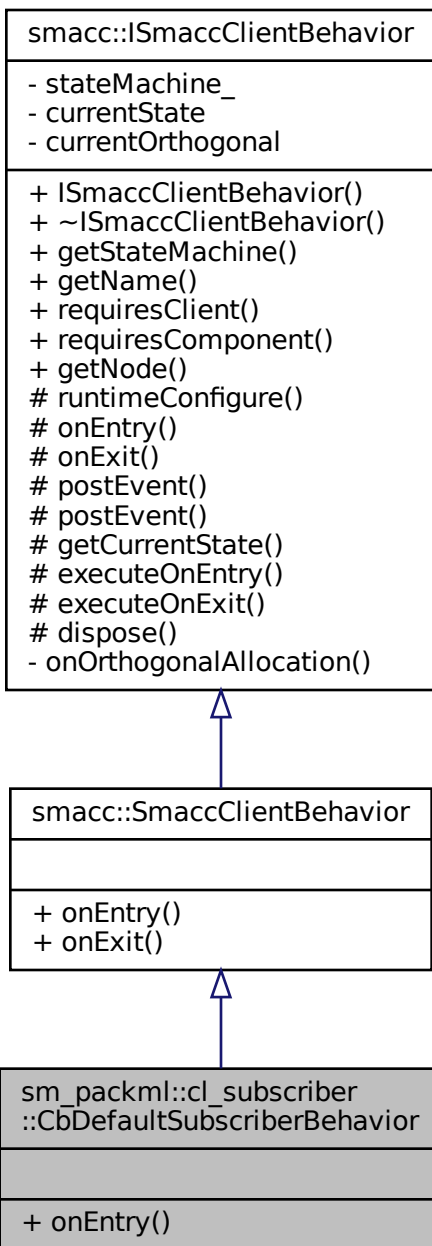 smacc::ISmaccClientBehavior
- stateMachine_
- currentState
- currentOrthogonal
+ ISmaccClientBehavior()
+ ~ISmaccClientBehavior()
+ getStateMachine()
+ getName()
+ requiresClient()
+ requiresComponent()
+ getNode()
# runtimeConfigure()
# onEntry()
# onExit()
# postEvent()
# postEvent()
# getCurrentState()
# executeOnEntry()
# executeOnExit()
# dispose()
- onOrthogonalAllocation()
smacc::SmaccClientBehavior
+ onEntry()
+ onExit()
sm_packml::cl_subscriber
::CbDefaultSubscriberBehavior
+ onEntry()